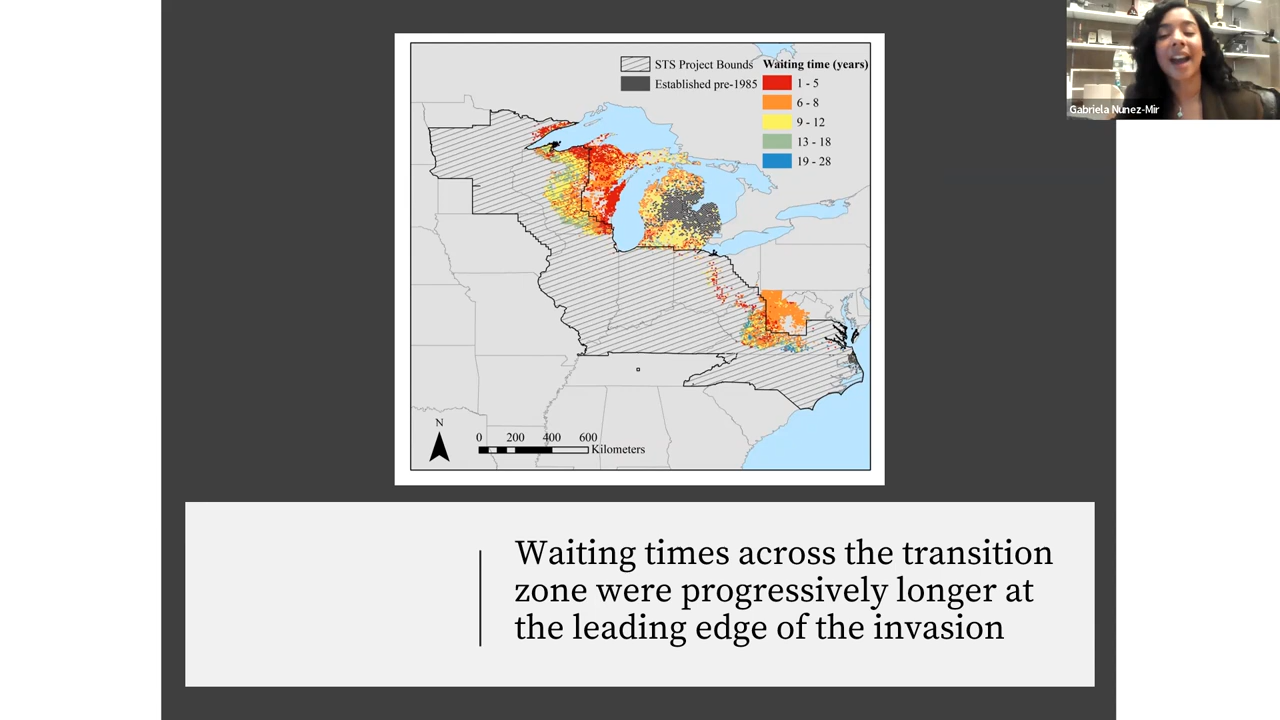 STS Project Bounds
Established pre-1985
Waiting time (years)
1 - 5
6 - 8
9 - 12
13 - 18
19 - 28
N
0 200 400 600
Kilometers
Gabriela Nunez-Mir
Waiting times across the transition
zone were progressively longer at
the leading edge of the invasion